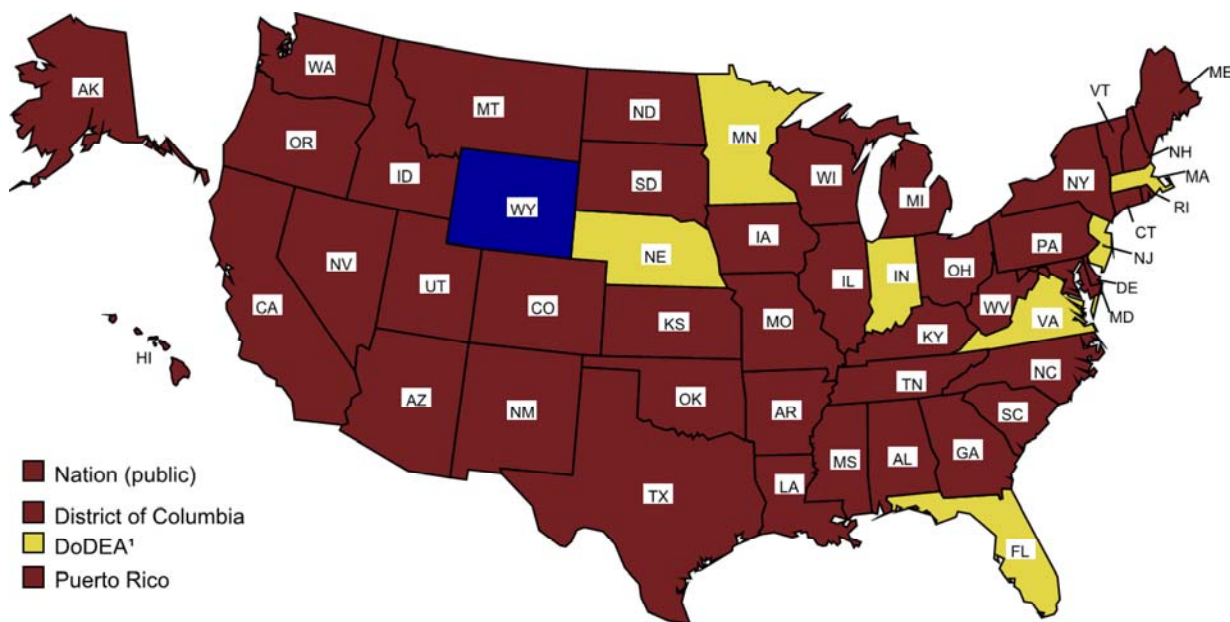 AK
WA
OR
CA
HI
NV
ID
MT
WY
UT
AZ
CO
NM
ND
SD
NE
KS
OK
TX
MN
IA
MO
AR
LA
WI
IL
MI
IN
OH
KY
TN
MS
AL
GA
FL
SC
NC
VA
WV
PA
NY
VT
ME
NH
MA
RI
CT
NJ
DE
MD
Nation (public)
District of Columbia
DoDEA¹
Puerto Rico